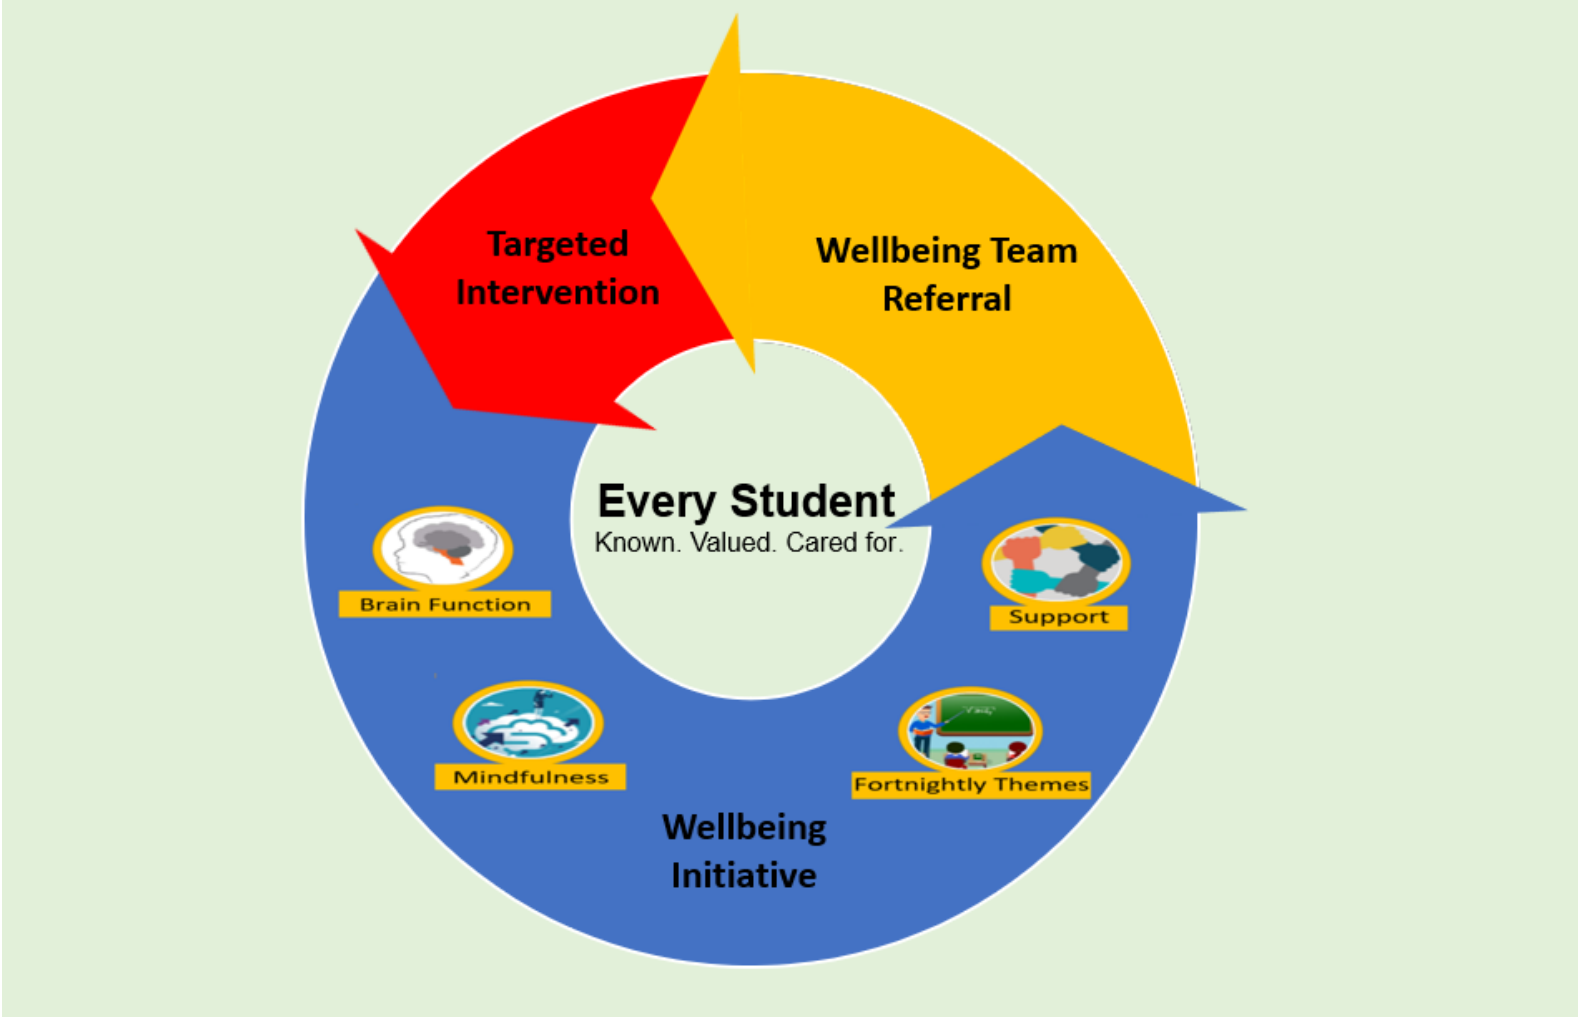 Targeted
Intervention
Wellbeing Team
Referral
Every Student
Known. Valued. Cared for.
Brain Function
Support
Mindfulness
Fortnightly Themes
Wellbeing
Initiative